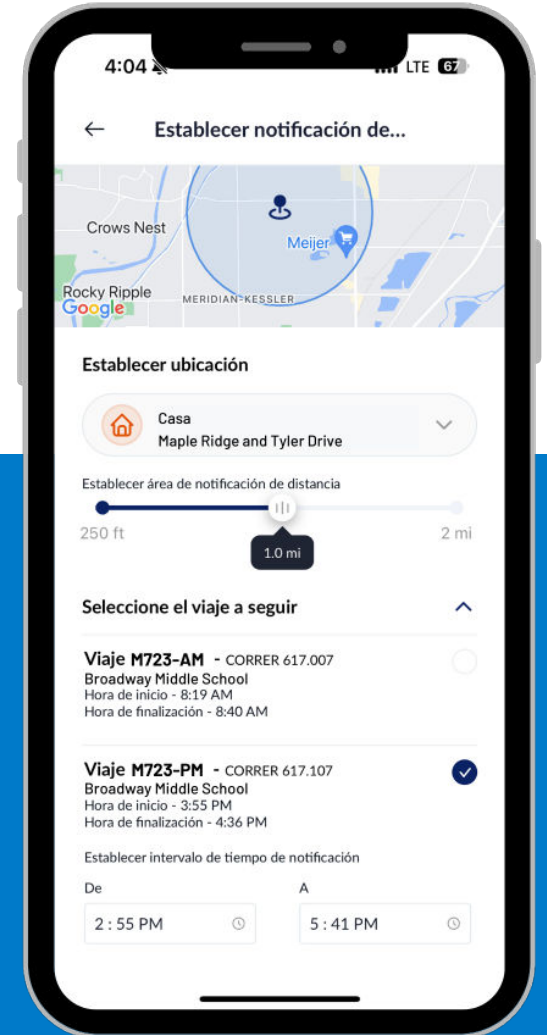 4:04
LTE 67
Establecer notificación de...
Crows Nest
Meijer
Rocky Ripple
MERIDIAN-KESSLER
Google
Establecer ubicación
Casa
Maple Ridge and Tyler Drive
Establecer área de notificación de distancia
250 ft
2 mi
1.0 mi
Seleccione el viaje a seguir
Viaje M723-AM - CORRER 617.007
Broadway Middle School
Hora de inicio - 8:19 AM
Hora de finalización - 8:40 AM
Viaje M723-PM - CORRER 617.107
Broadway Middle School
Hora de inicio - 3:55 PM
Hora de finalización - 4:36 PM
Establecer intervalo de tiempo de notificación
De A
2 : 55 PM 5 : 41 PM